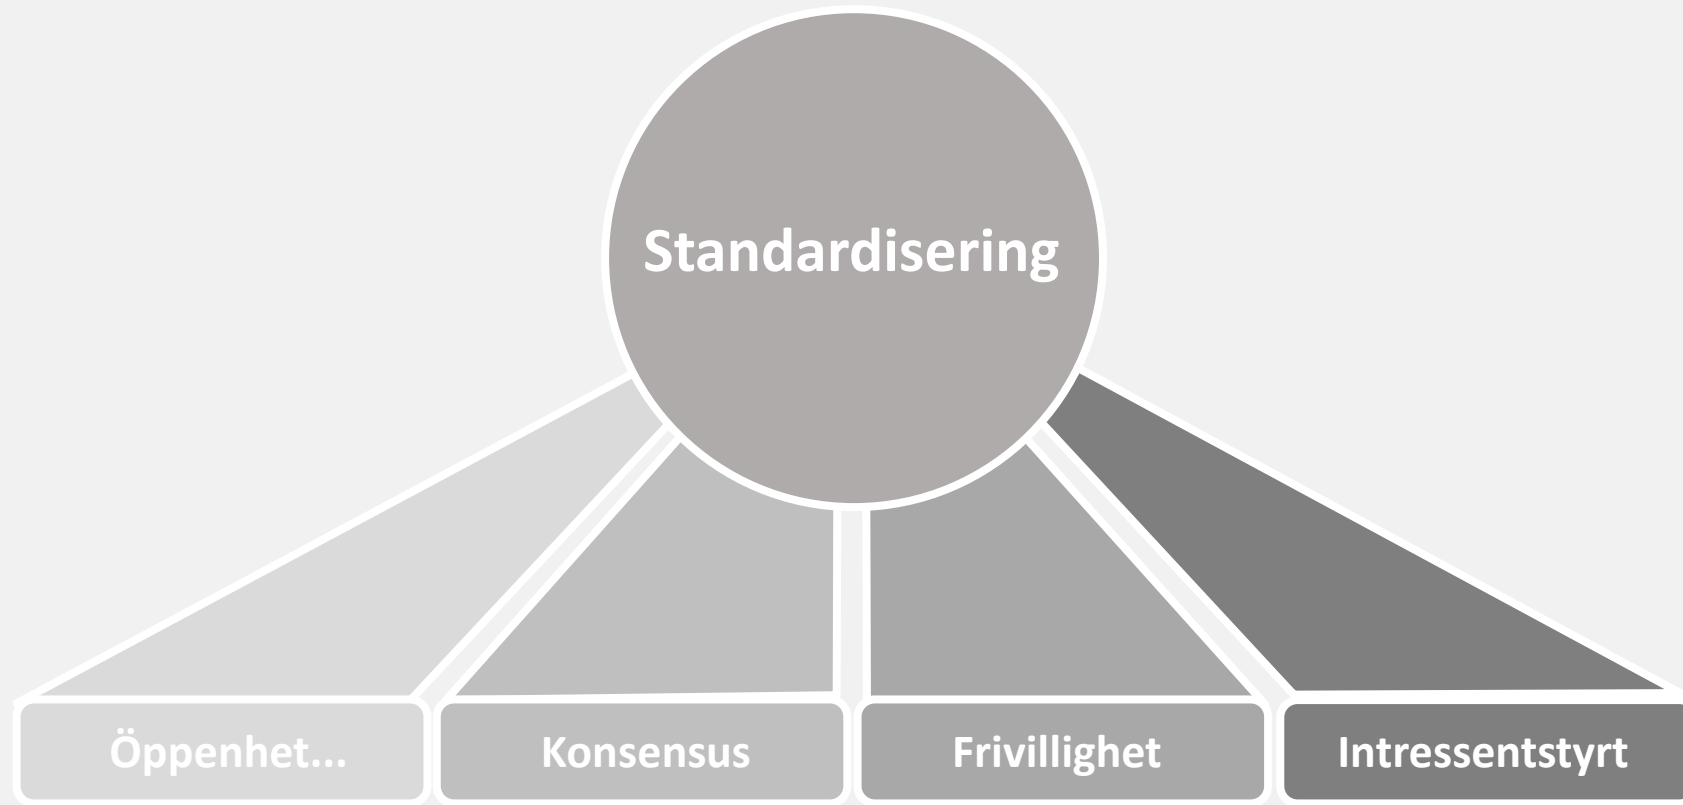 Standardisering
Öppenhet...
Konsensus
Frivillighet
Intressentstyrt